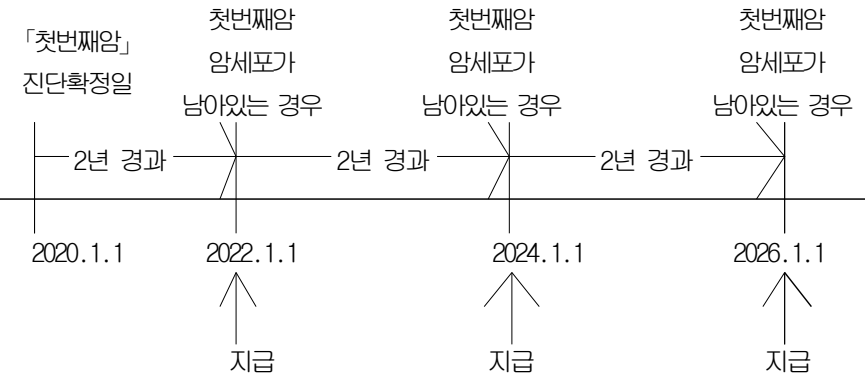 「첫번째암」
진단확정일
첫번째암
암세포가
남아있는 경우
첫번째암
암세포가
남아있는 경우
첫번째암
암세포가
남아있는 경우
2년 경과
2년 경과
2년 경과
2020.1.1
2022.1.1
2024.1.1
2026.1.1
지급
지급
지급